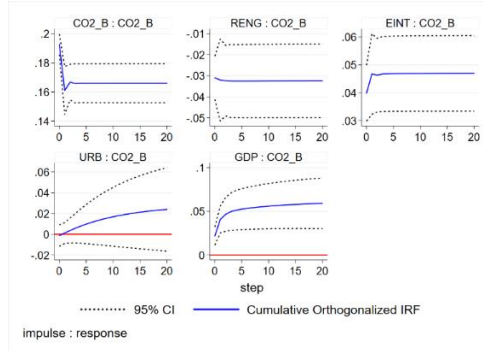 CO2_B : CO2_B
RENG : CO2_B
EINT : CO2_B
.2
.18
.16
.14
0 5 10 15 20
-.01
-.02
-.03
-.04
-.05
0 5 10 15 20
.06
.05
.04
.03
0 5 10 15 20
URB : CO2_B
GDP : CO2_B
.06
.04
.02
0
-.02
0 5 10 15 20
.1
.05
0
0 5 10 15 20
step
95% CI
Cumulative Orthogonalized IRF
impulse : response